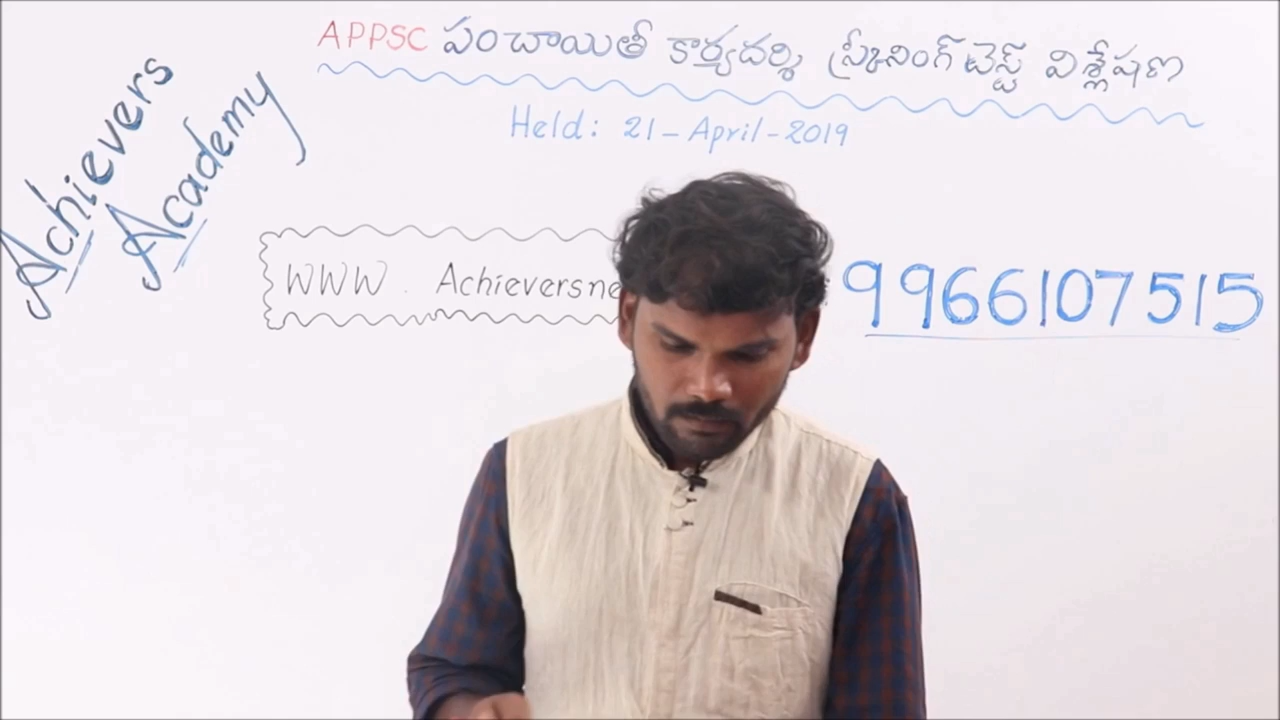 APPSC పంచాయితీ కార్యదర్శి స్క్రీనింగ్ టెస్ట్ విశ్లేషణ
Held: 21-April-2019
Achievers
Academy
WWW. Achieversne
9966107515